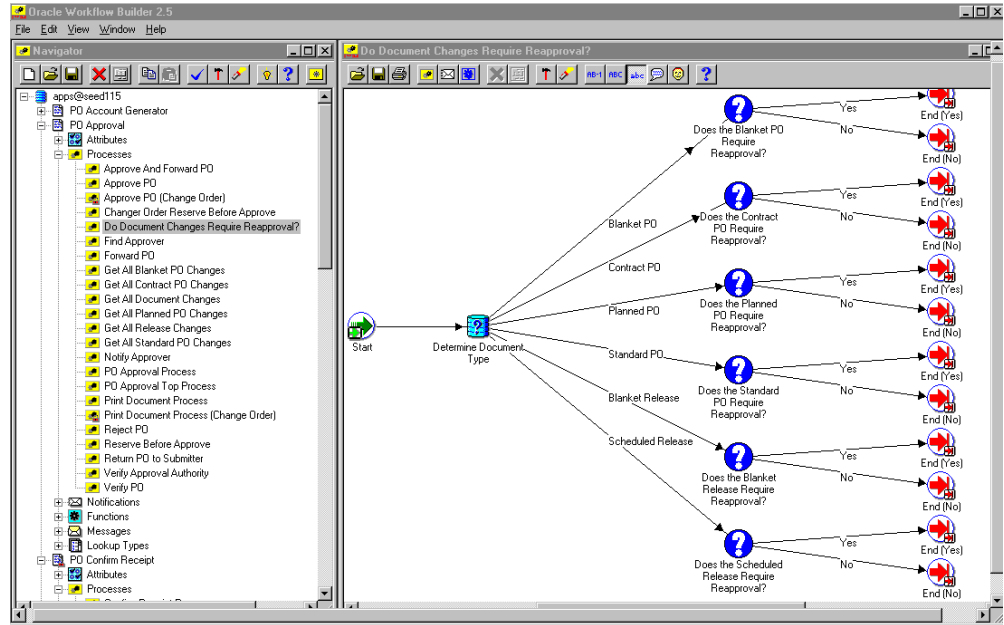 Oracle Workflow Builder 2.5
File Edit View Window Help
Navigator
Do Document Changes Require Reapproval?
AB-1 ABC abc
apps@seed115
PO Account Generator
PO Approval
Attributes
Processes
Approve And Forward PO
Approve PO
Approve PO (Change Order)
Changer Order Reserve Before Approve
Do Document Changes Require Reapproval?
Find Approver
Forward PO
Get All Blanket PO Changes
Get All Contract PO Changes
Get All Document Changes
Get All Planned PO Changes
Get All Release Changes
Get All Standard PO Changes
Notify Approver
PO Approval Process
PO Approval Top Process
Print Document Process
Print Document Process (Change Order)
Reject PO
Reserve Before Approve
Return PO to Submitter
Verify Approval Authority
Verify PO
Notifications
Functions
Messages
Lookup Types
PO Confirm Receipt
Attributes
Processes
Start
Determine Document
Type
Blanket PO
Contract PO
Planned PO
Standard PO
Blanket Release
Scheduled Release
Does the Blanket PO
Require
Reapproval?
Yes
No
End (Yes)
End (No)
Does the Contract
PO Require
Reapproval?
Yes
No
End (Yes)
End (No)
Does the Planned
PO Require
Reapproval?
Yes
No
End (Yes)
End (No)
Does the Standard
PO Require
Reapproval?
Yes
No
End (Yes)
End (No)
Does the Blanket
Release Require
Reapproval?
Yes
No
End (Yes)
End (No)
Does the Scheduled
Release Require
Reapproval?
Yes
No
End (Yes)
End (No)